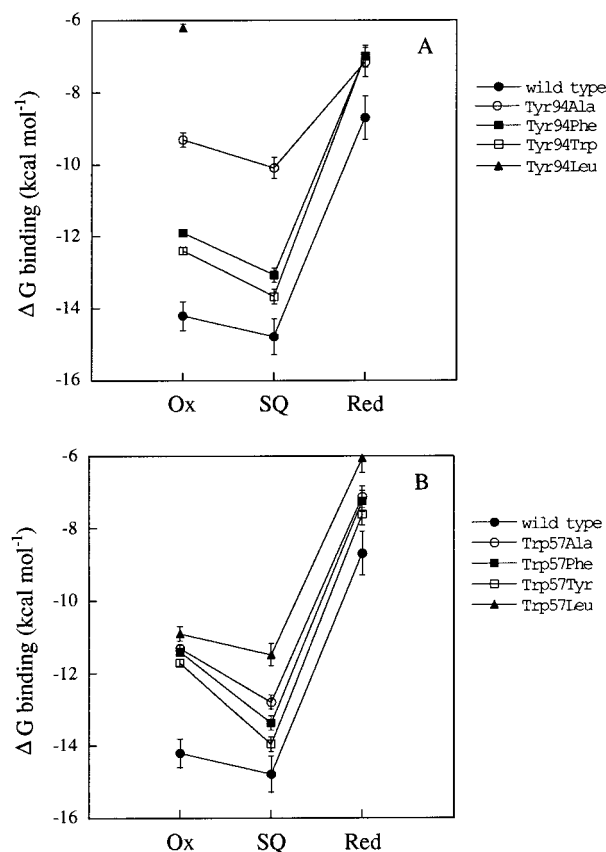 A
-6
-8
-10
-12
-14
-16
Δ G binding (kcal mol⁻¹)
Ox SQ Red
wild type
Tyr94Ala
Tyr94Phe
Tyr94Trp
Tyr94Leu
B
-6
-8
-10
-12
-14
-16
Δ G binding (kcal mol⁻¹)
Ox SQ Red
wild type
Trp57Ala
Trp57Phe
Trp57Tyr
Trp57Leu